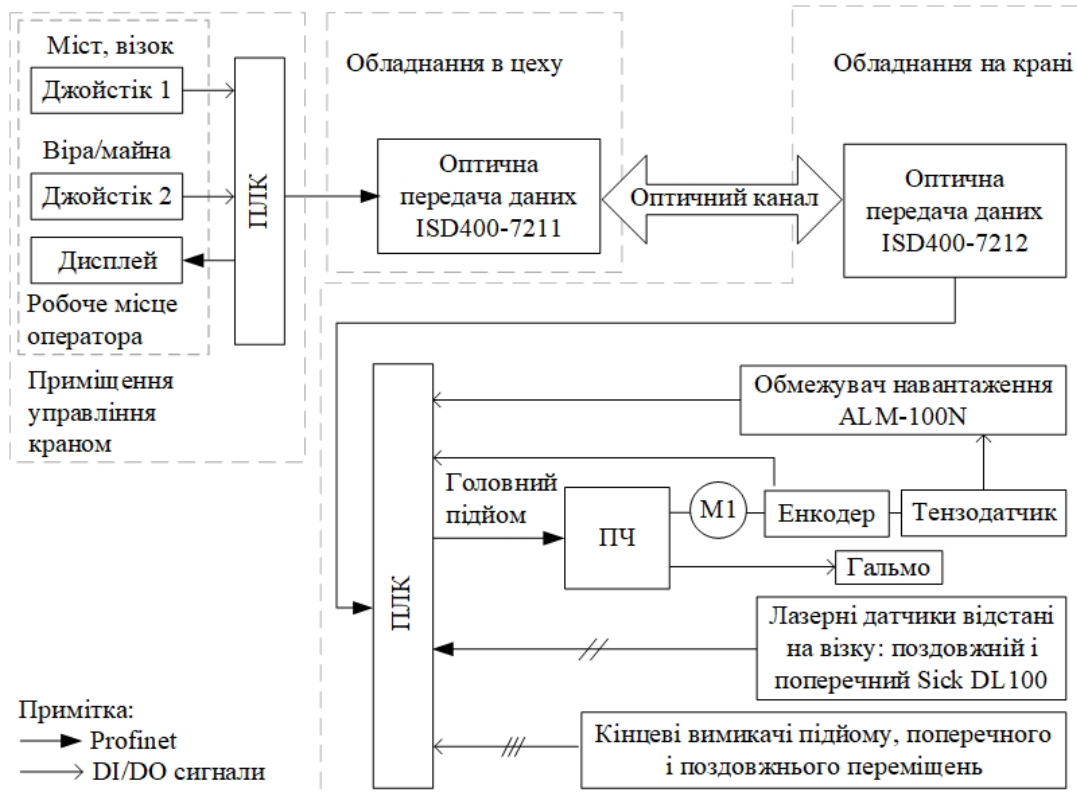 Міст, візок
Джойстік 1
Віра/майна
Джойстік 2
Дисплей
Робоче місце
оператора
Приміщення
управління
краном
ПЛК
Обладнання в цеху
Оптична
передача даних
ISD400-7211
Оптичний канал
Обладнання на крані
Оптична
передача даних
ISD400-7212
ПЛК
Обмежувач навантаження
ALM-100N
Головний
підйом
ПЧ
М1
Енкодер
Тензодатчик
Гальмо
Лазерні датчики відстані
на візку: поздовжній і
поперечний Sick DL100
Кінцеві вимикачі підйому, поперечного
і поздовжнього переміщень
Примітка:
Profinet
DI/DO сигнали